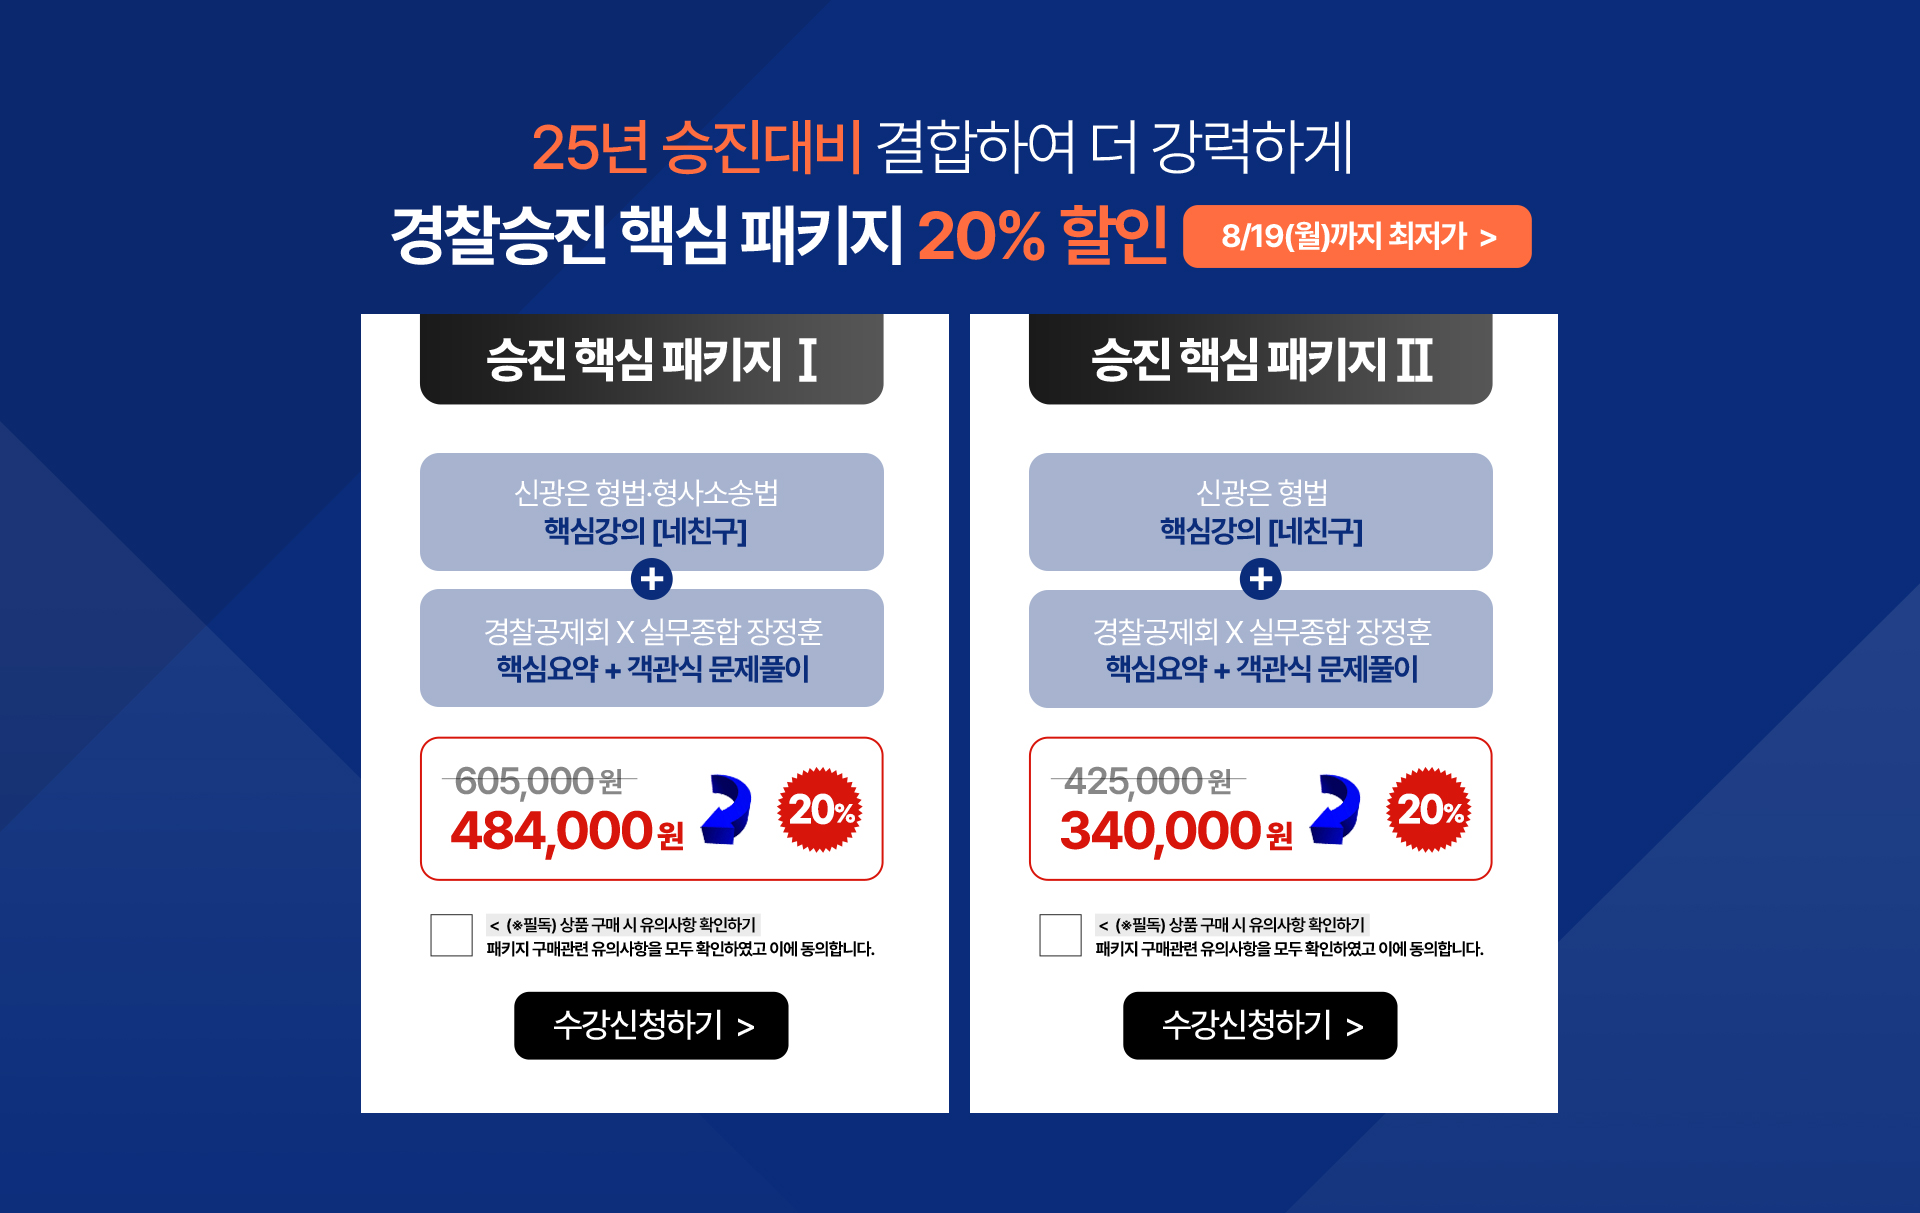 25년 승진대비 결합하여 더 강력하게
경찰승진 핵심 패키지 20% 할인 8/19(월)까지 최저가 >
승진 핵심 패키지 Ⅰ
신광은 형법·형사소송법
핵심강의 [네친구]
+
경찰공제회 X 실무종합 장정훈
핵심요약 + 객관식 문제풀이
605,000 원
484,000 원
20%
< (※필독) 상품 구매 시 유의사항 확인하기
패키지 구매관련 유의사항을 모두 확인하였고 이에 동의합니다.
수강신청하기 >
승진 핵심 패키지 Ⅱ
신광은 형법
핵심강의 [네친구]
+
경찰공제회 X 실무종합 장정훈
핵심요약 + 객관식 문제풀이
425,000 원
340,000 원
20%
< (※필독) 상품 구매 시 유의사항 확인하기
패키지 구매관련 유의사항을 모두 확인하였고 이에 동의합니다.
수강신청하기 >